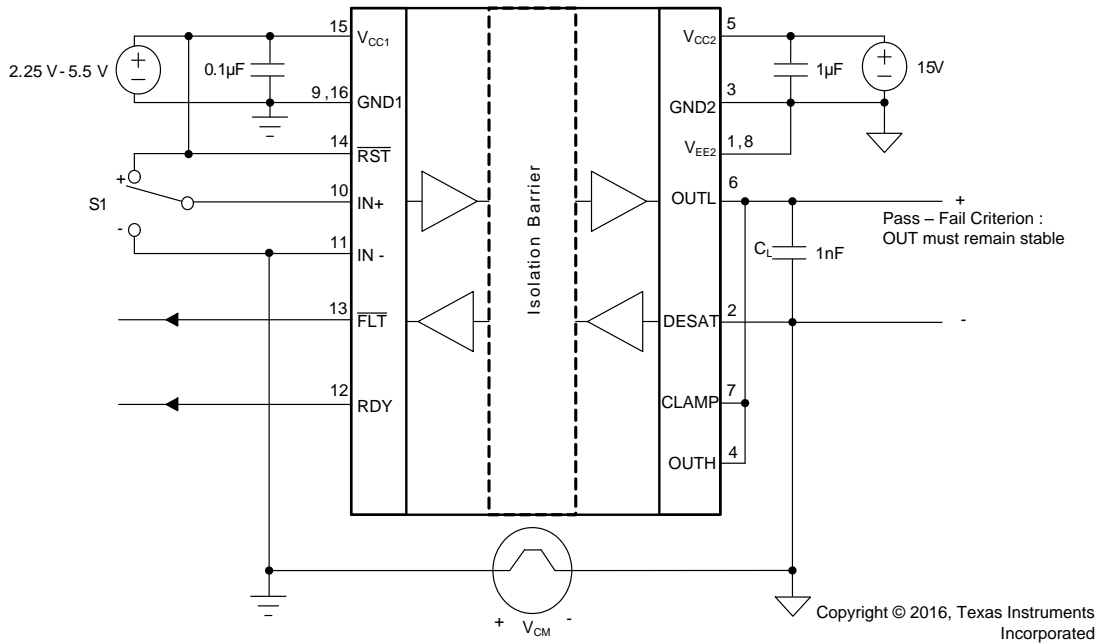 15
5
V_CC1
V_CC2
2.25 V - 5.5 V
0.1µF
1µF
15V
9 ,16
3
GND1
GND2
14
1 , 8
RST
V_EE2
S1
+
-
10
6
IN+
OUTL
+
Pass – Fail Criterion :
OUT must remain stable
11
IN -
C_L
1nF
Isolation Barrier
13
2
FLT
DESAT
-
12
7
RDY
CLAMP
4
OUTH
+ V_CM -
Copyright © 2016, Texas Instruments
Incorporated